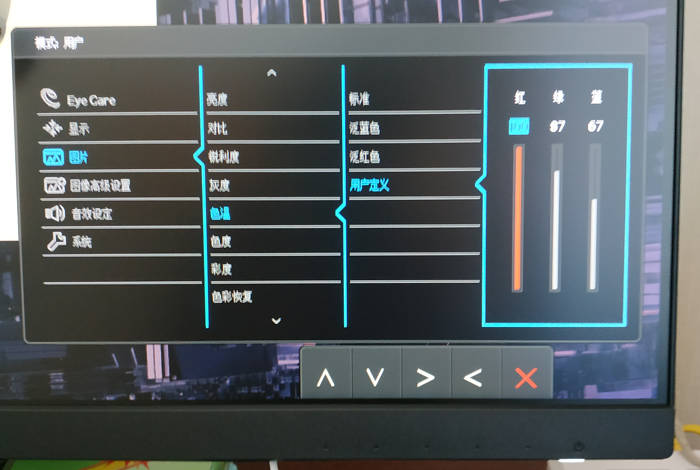 模式: 用户
Eye Care
显示
图片
图像高级设置
音效设定
系统
亮度
对比
锐利度
灰度
色温
色度
彩度
色彩恢复
标准
泛蓝色
泛红色
用户定义
红 绿 蓝
87 67